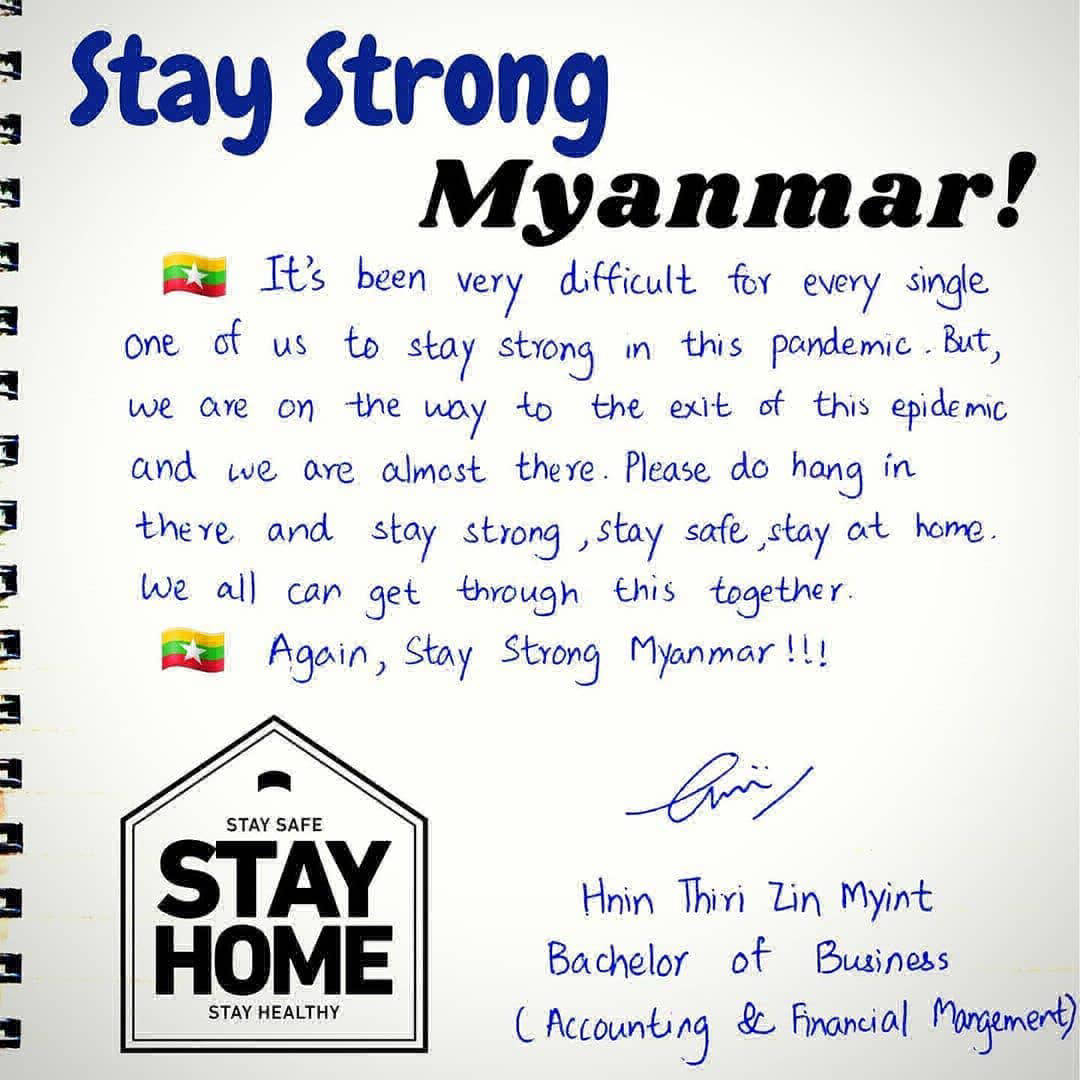 Stay Strong
Myanmar!
🇲🇲 It's been very difficult for every single
one of us to stay strong in this pandemic. But,
we are on the way to the exit of this epidemic
and we are almost there. Please do hang in
there and stay strong, stay safe, stay at home.
We all can get through this together.
🇲🇲 Again, Stay Strong Myanmar!!!
STAY SAFE
STAY
HOME
STAY HEALTHY
Hnin Thiri Zin Myint
Bachelor of Business
(Accounting & Financial Mangement)